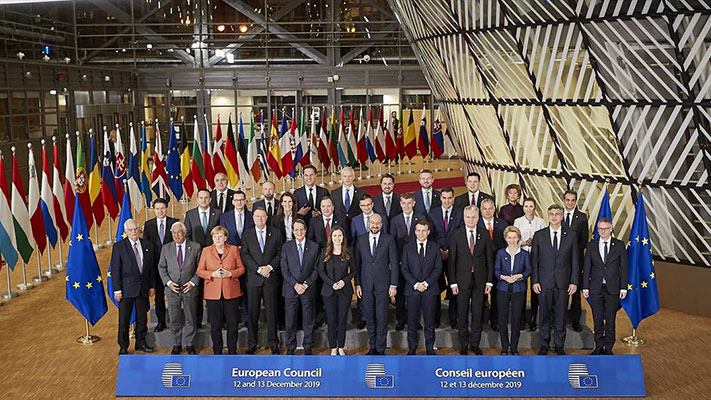 European Council
12 and 13 December 2019
Conseil européen
12 et 13 décembre 2019